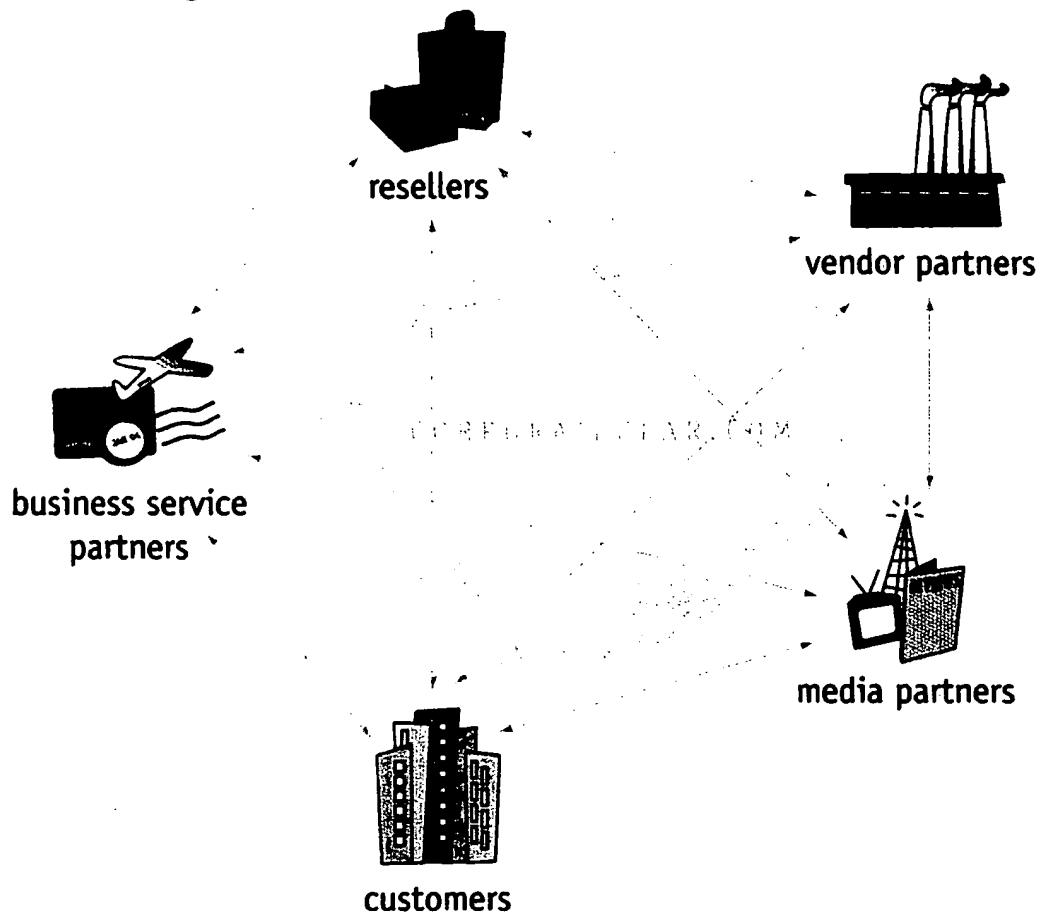 resellers
vendor partners
business service
partners
media partners
customers